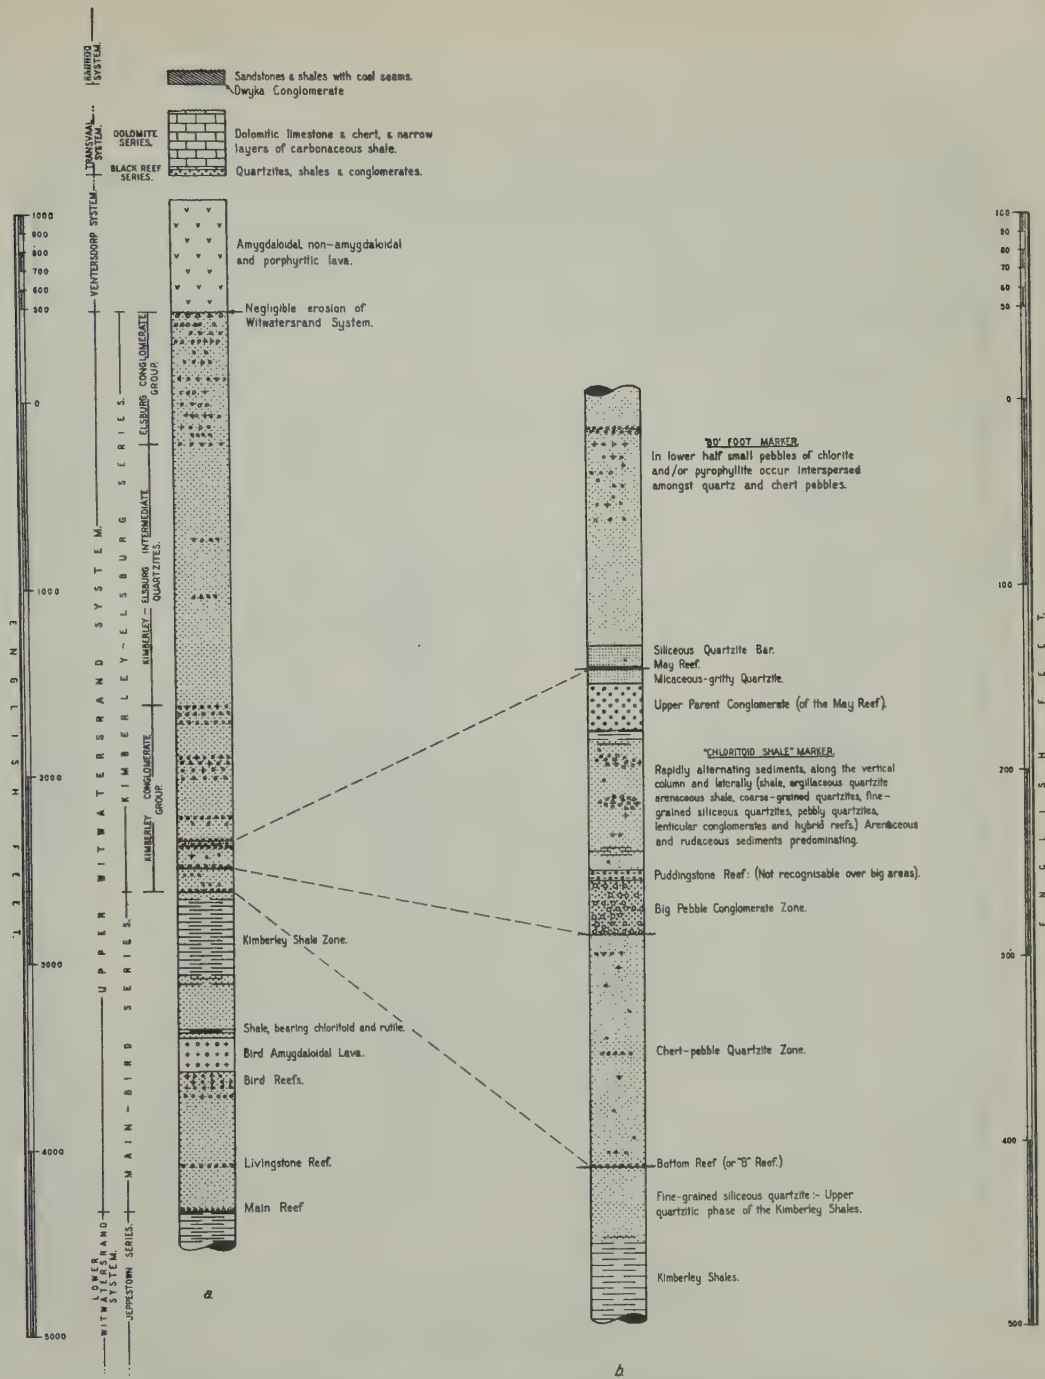 KARROO
SYSTEM.
Sandstones & shales with coal seams.
Dwyka Conglomerate
TRANSVAAL
SYSTEM.
DOLOMITE
SERIES.
Dolomitic limestone & chert, & narrow
layers of carbonaceous shale.
BLACK REEF
SERIES.
Quartzites, shales & conglomerates.
VENTERSDORP SYSTEM.
Amygdaloidal, non-amygdaloidal
and porphyritic lava.
Negligible erosion of
Witwatersrand System.
1000
900
800
700
600
500
0
1000
2000
3000
4000
5000
ENGLISH FEET.
UPPER WITWATERSRAND SYSTEM.
KIMBERLEY-ELSBURG SERIES.
ELSBURG CONGLOMERATE
GROUP.
KIMBERLEY - ELSBURG INTERMEDIATE
QUARTZITES.
KIMBERLEY CONGLOMERATE
GROUP.
MAIN-BIRD SERIES.
LOWER
WITWATERSRAND
SYSTEM.
JEPPESTOWN SERIES.
Kimberley Shale Zone.
Shale, bearing chloritoid and rutile.
Bird Amygdaloidal Lava.
Bird Reefs.
Livingstone Reef.
Main Reef
a.
"80" FOOT MARKER.
In lower half small pebbles of chlorite
and/or pyrophyllite occur interspersed
amongst quartz and chert pebbles.
Siliceous Quartzite Bar.
May Reef.
Micaceous-gritty Quartzite.
Upper Parent Conglomerate (of the May Reef).
"CHLORITOID SHALE" MARKER.
Rapidly alternating sediments, along the vertical
column and laterally (shale, argillaceous quartzite
arenaceous shale, coarse-grained quartzites, fine-
grained siliceous quartzites, pebbly quartzites,
lenticular conglomerates and hybrid reefs.) Arenaceous
and rudaceous sediments predominating.
Puddingstone Reef: (Not recognisable over big areas).
Big Pebble Conglomerate Zone.
Chert-pebble Quartzite Zone.
Bottom Reef (or "B" Reef.)
Fine-grained siliceous quartzite:- Upper
quartzitic phase of the Kimberley Shales.
Kimberley Shales.
b.
100
90
80
70
60
50
0
100
200
300
400
500
ENGLISH FEET.